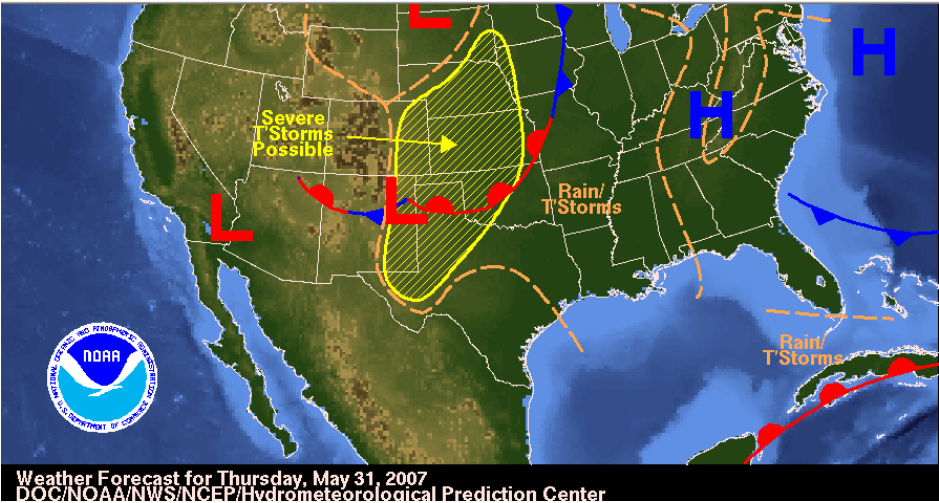 L
H
Severe
T'Storms
Possible
H
L
L
Rain/
T'Storms
NOAA
NATIONAL OCEANIC AND ATMOSPHERIC ADMINISTRATION
U.S. DEPARTMENT OF COMMERCE
Rain/
T'Storms
Weather Forecast for Thursday, May 31, 2007
DOC/NOAA/NWS/NCEP/Hydrometeorological Prediction Center